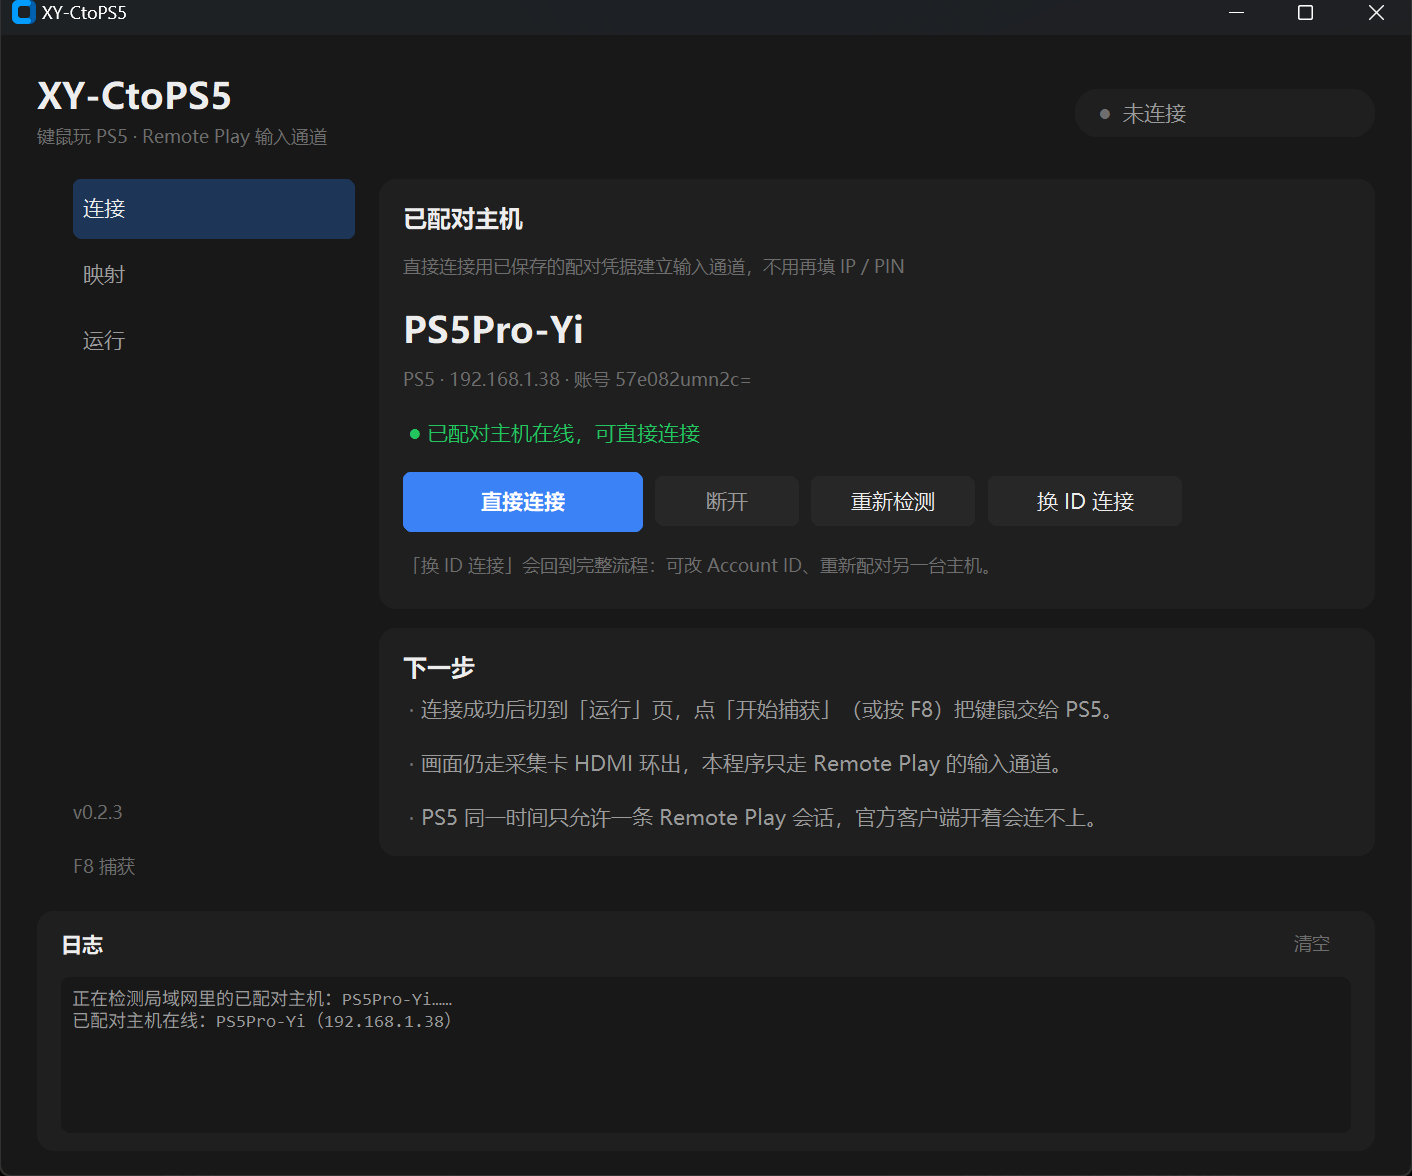 XY-CtoPS5
XY-CtoPS5
键鼠玩 PS5 · Remote Play 输入通道
● 未连接
连接
映射
运行
已配对主机
直接连接用已保存的配对凭据建立输入通道，不用再填 IP / PIN
PS5Pro-Yi
PS5 · 192.168.1.38 · 账号 57e082umn2c=
● 已配对主机在线，可直接连接
直接连接
断开
重新检测
换 ID 连接
「换 ID 连接」会回到完整流程：可改 Account ID、重新配对另一台主机。
下一步
· 连接成功后切到「运行」页，点「开始捕获」（或按 F8）把键鼠交给 PS5。
· 画面仍走采集卡 HDMI 环出，本程序只走 Remote Play 的输入通道。
· PS5 同一时间只允许一条 Remote Play 会话，官方客户端开着会连不上。
v0.2.3
F8 捕获
日志
清空
正在检测局域网里的已配对主机：PS5Pro-Yi……
已配对主机在线：PS5Pro-Yi（192.168.1.38）